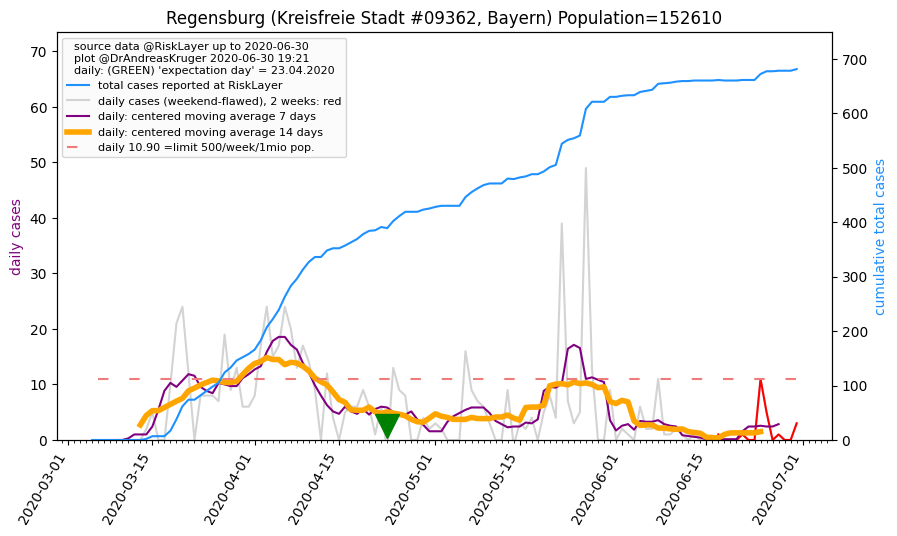 Regensburg (Kreisfreie Stadt #09362, Bayern) Population=152610
source data @RiskLayer up to 2020-06-30
plot @DrAndreasKruger 2020-06-30 19:21
daily: (GREEN) 'expectation day' = 23.04.2020
total cases reported at RiskLayer
daily cases (weekend-flawed), 2 weeks: red
daily: centered moving average 7 days
daily: centered moving average 14 days
daily 10.90 =limit 500/week/1mio pop.
daily cases
70
60
50
40
30
20
10
0
cumulative total cases
700
600
500
400
300
200
100
0
2020-03-01
2020-03-15
2020-04-01
2020-04-15
2020-05-01
2020-05-15
2020-06-01
2020-06-15
2020-07-01